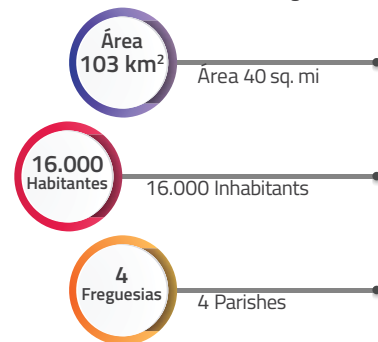 Área
103 km²
Área 40 sq. mi
16.000
Habitantes
16.000 Inhabitants
4
Freguesias
4 Parishes